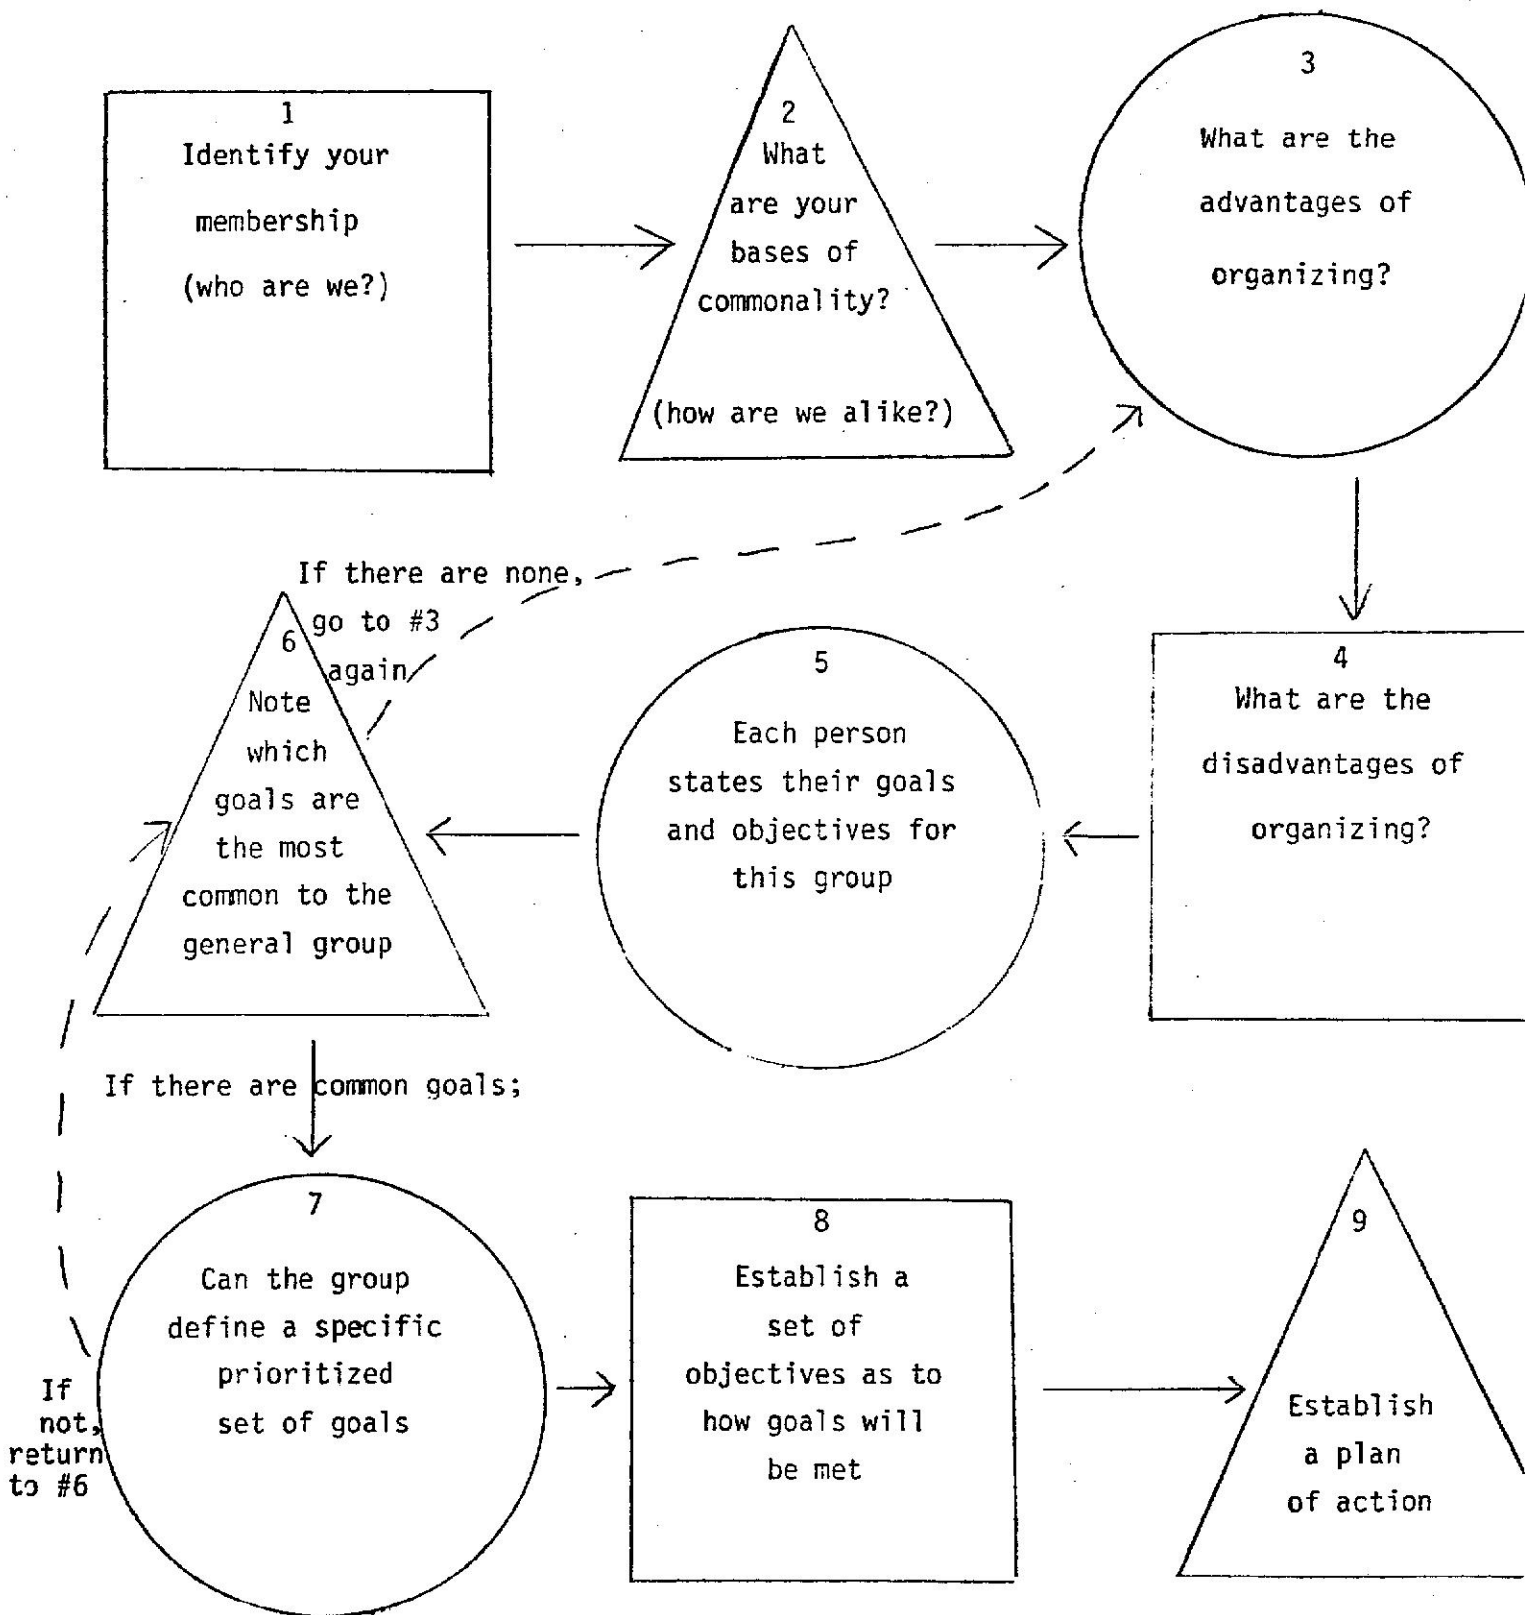 1
Identify your
membership
(who are we?)
2
What
are your
bases of
commonality?
(how are we alike?)
3
What are the
advantages of
organizing?
4
What are the
disadvantages of
organizing?
5
Each person
states their goals
and objectives for
this group
6
Note
which
goals are
the most
common to the
general group
If there are none,
go to #3
again
If there are common goals;
7
Can the group
define a specific
prioritized
set of goals
If
not,
return
to #6
8
Establish a
set of
objectives as to
how goals will
be met
9
Establish
a plan
of action